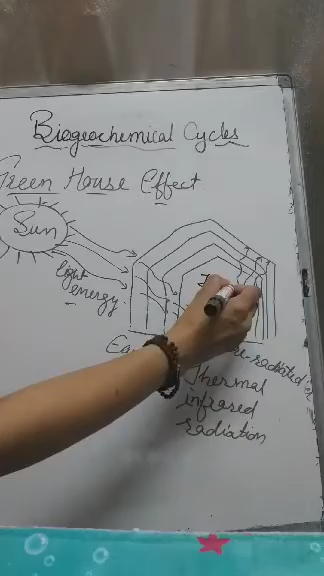 Biogeochemical Cycles
Green House Effect
Sun
light
energy
re-radiated
Thermal
infrared
radiation